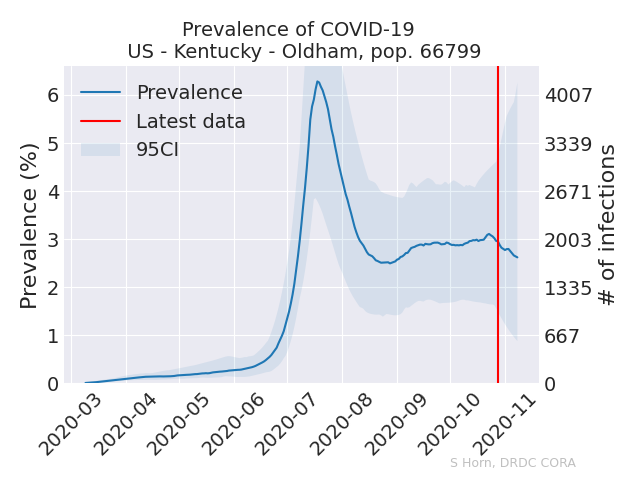 Prevalence of COVID-19
US - Kentucky - Oldham, pop. 66799
Prevalence
Latest data
95CI
Prevalence (%)
6
5
4
3
2
1
0
4007
3339
2671
2003
1335
667
0
# of infections
2020-03
2020-04
2020-05
2020-06
2020-07
2020-08
2020-09
2020-10
2020-11
S Horn, DRDC CORA